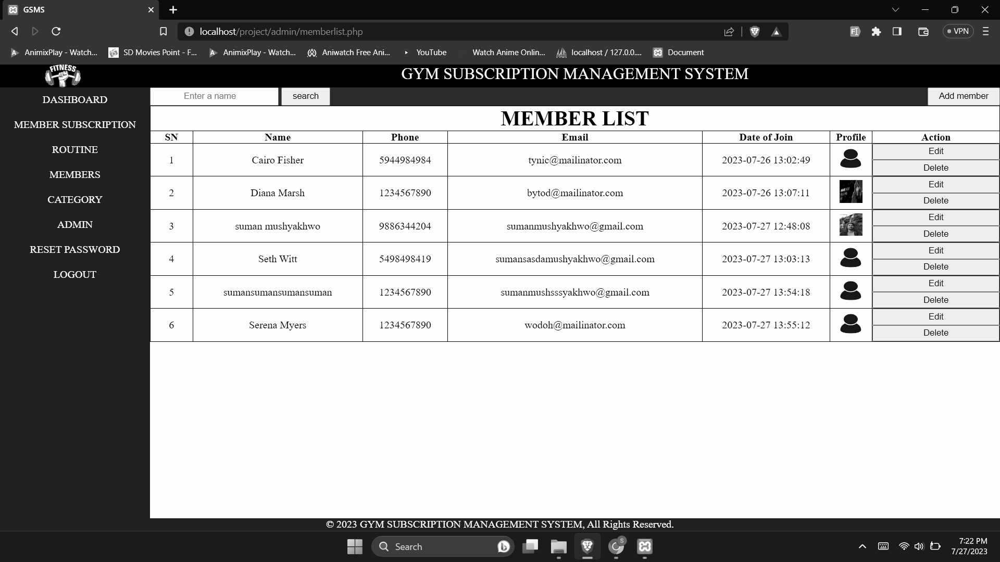 GSMS
localhost/project/admin/memberlist.php
VPN
AnimixPlay - Watch... SD Movies Point - F... AnimixPlay - Watch... Aniwatch Free Ani... YouTube Watch Anime Onlin... localhost / 127.0.0.... Document
FITNESS
GYM SUBSCRIPTION MANAGEMENT SYSTEM
DASHBOARD
MEMBER SUBSCRIPTION
ROUTINE
MEMBERS
CATEGORY
ADMIN
RESET PASSWORD
LOGOUT
Enter a name search Add member
MEMBER LIST
SN Name Phone Email Date of Join Profile Action
1 Cairo Fisher 5944984984 tynic@mailinator.com 2023-07-26 13:02:49 Edit
Delete
2 Diana Marsh 1234567890 bytod@mailinator.com 2023-07-26 13:07:11 Edit
Delete
3 suman mushyakhwo 9886344204 sumanmushyakhwo@gmail.com 2023-07-27 12:48:08 Edit
Delete
4 Seth Witt 5498498419 sumansasdamushyakhwo@gmail.com 2023-07-27 13:03:13 Edit
Delete
5 sumansumansumansuman 1234567890 sumanmushsssyakhwo@gmail.com 2023-07-27 13:54:18 Edit
Delete
6 Serena Myers 1234567890 wodoh@mailinator.com 2023-07-27 13:55:12 Edit
Delete
© 2023 GYM SUBSCRIPTION MANAGEMENT SYSTEM, All Rights Reserved.
Search
S
7:22 PM
7/27/2023